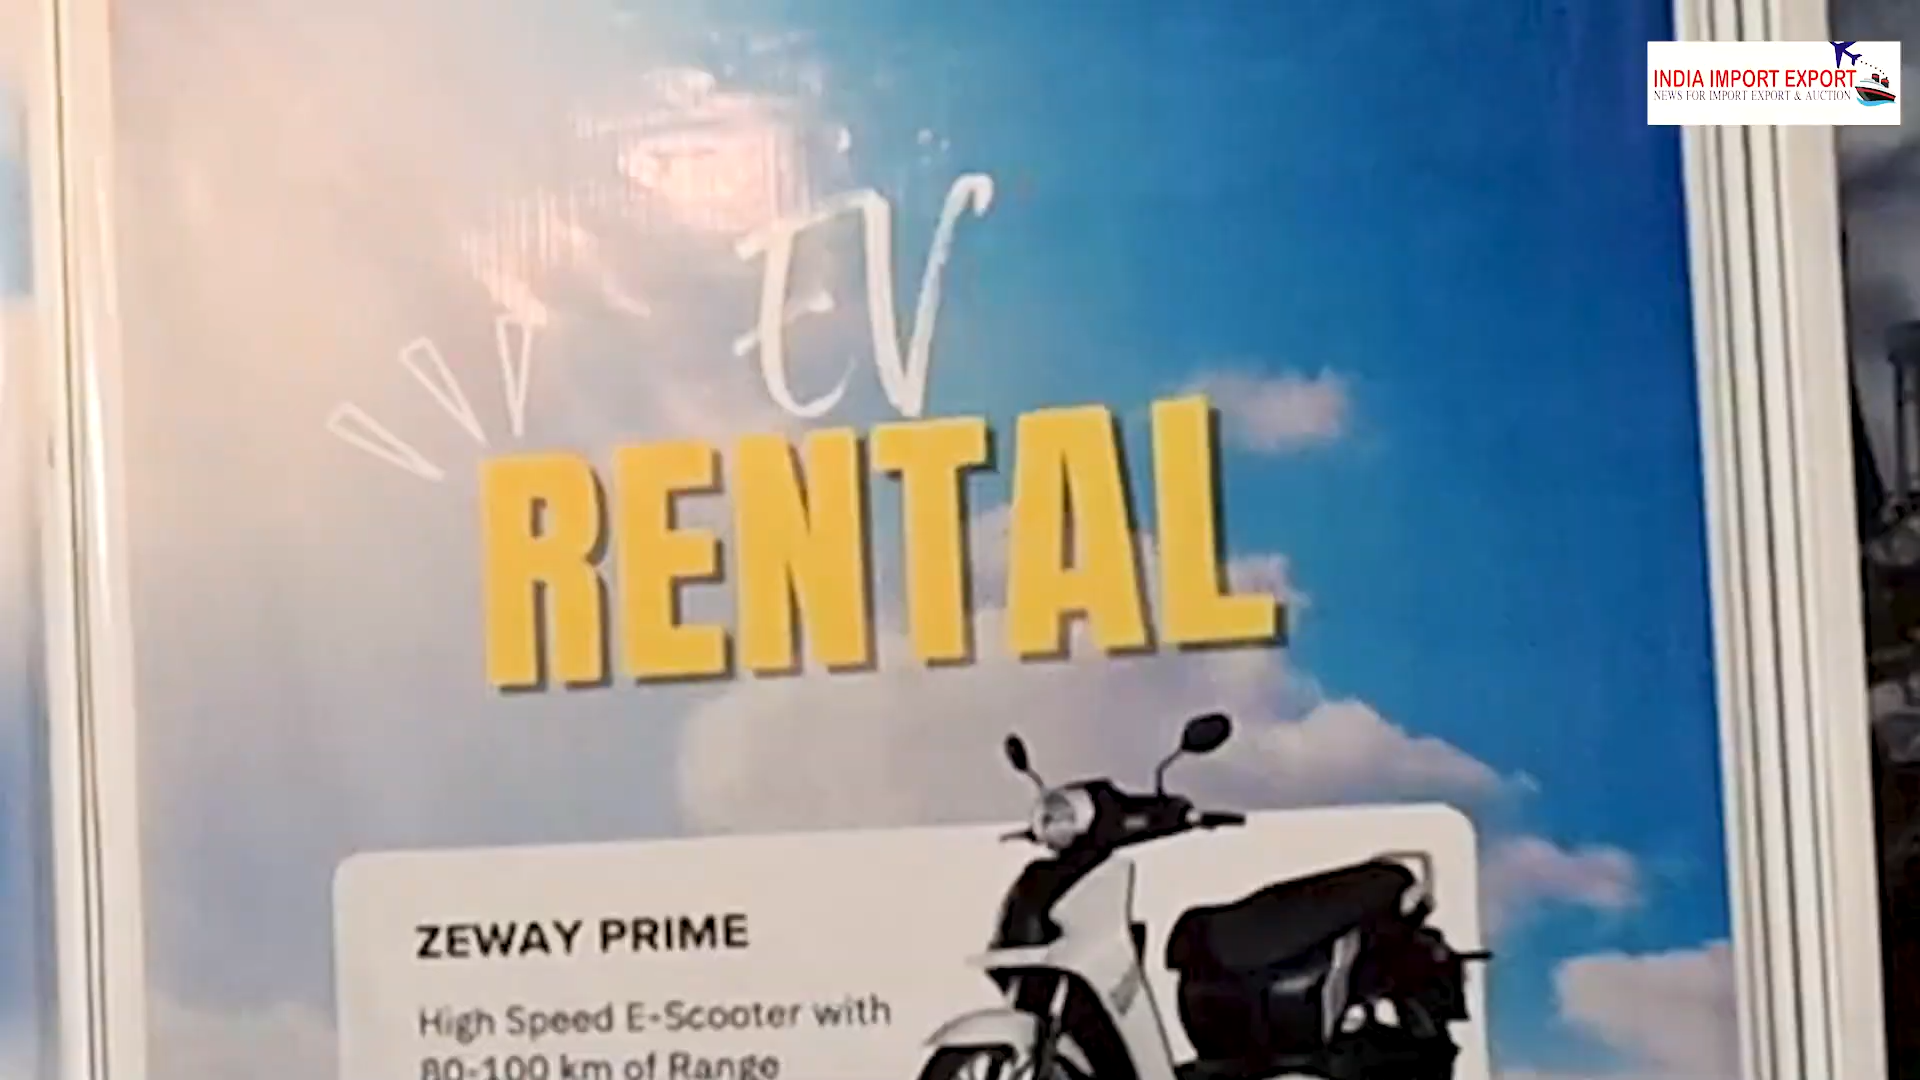 INDIA IMPORT EXPORT
NEWS FOR IMPORT EXPORT & AUCTION
EV
RENTAL
ZEWAY PRIME
High Speed E-Scooter with
80-100 km of Range